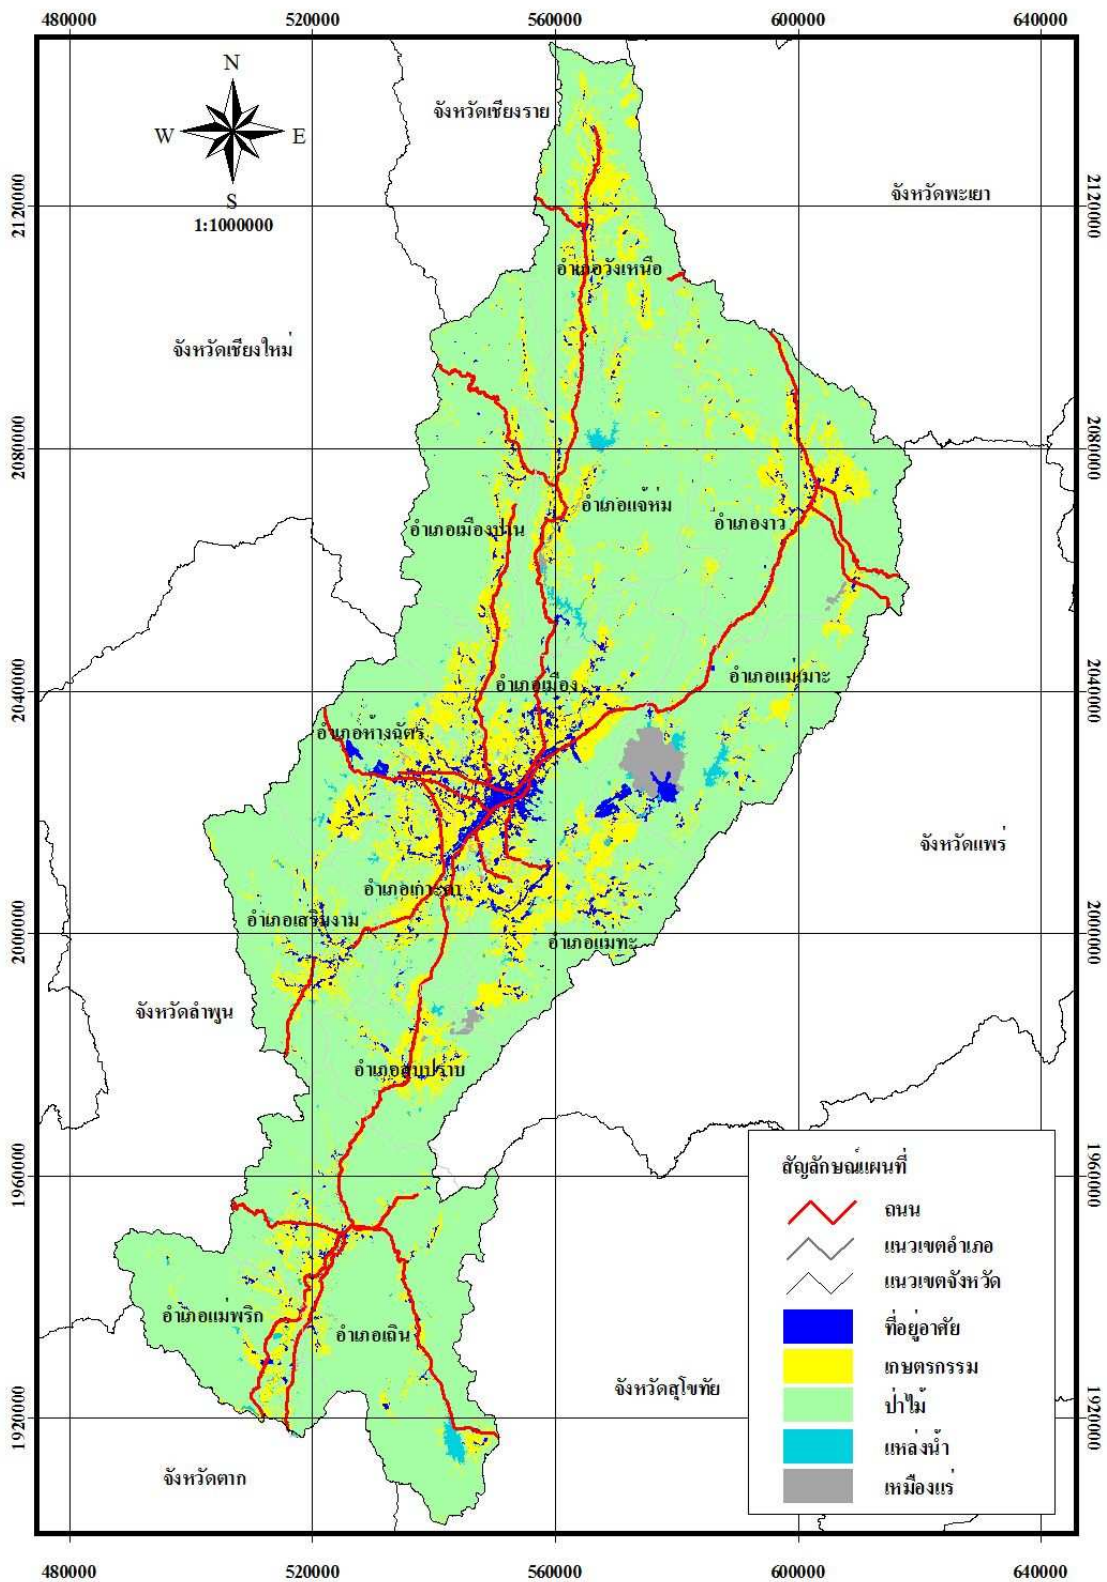 480000 520000 560000 600000 640000
N
W E
S
1:1000000
จังหวัดเชียงราย
จังหวัดพะเยา
2120000 2120000
อำเภอวังเหนือ
จังหวัดเชียงใหม่
2080000 2080000
อำเภอแจ้ห่ม
อำเภองาว
อำเภอเมืองปาน
อำเภอแม่เมาะ
อำเภอเมือง
2040000 2040000
อำเภอห้างฉัตร
จังหวัดแพร่
อำเภอเกาะคา
อำเภอเสริมงาม
2000000 2000000
อำเภอแมทะ
จังหวัดลำพูน
อำเภอสบปราบ
1960000 1960000
สัญลักษณ์แผนที่
ถนน
แนวเขตอำเภอ
แนวเขตจังหวัด
ที่อยู่อาศัย
เกษตรกรรม
ป่าไม้
แหล่งน้ำ
เหมืองแร่
อำเภอแม่พริก
อำเภอเถิน
จังหวัดสุโขทัย
1920000 1920000
จังหวัดตาก
480000 520000 560000 600000 640000